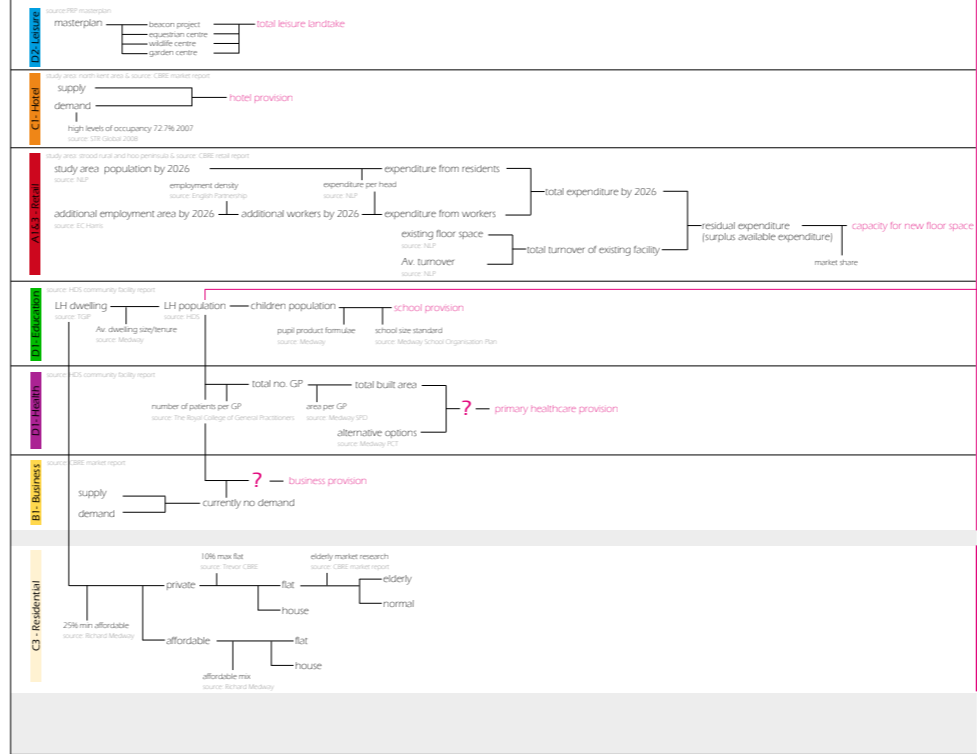 D2- Leisure
source: PRP masterplan
masterplan
beacon project
equestrian centre
wildlife centre
garden centre
total leisure landtake
C1- Hotel
study area: north kent area & source: CBRE market report
supply
demand
hotel provision
high levels of occupancy 72.7% 2007
source: STR Global 2008
A1&3 - Retail
study area: strood rural and hoo peninsula & source: CBRE retail report
study area population by 2026
source: NLP
expenditure from residents
employment density
source: English Partnership
expenditure per head
source: NLP
total expenditure by 2026
additional employment area by 2026
source: EC Harris
additional workers by 2026
expenditure from workers
existing floor space
source: NLP
Av. turnover
source: NLP
total turnover of existing facility
residual expenditure
(surplus available expenditure)
market share
capacity for new floor space
D1- Education
source: HDS community facility report
LH dwelling
source: TGIP
LH population
source: HDS
children population
school provision
Av. dwelling size/tenure
source: Medway
pupil product formulae
source: Medway
school size standard
source: Medway School Organisation Plan
D1- Health
source: HDS community facility report
total no. GP
total built area
number of patients per GP
source: The Royal College of General Practitioners
area per GP
source: Medway SPD
alternative options
source: Medway PCT
?
primary healthcare provision
B1- Business
source: CBRE market report
supply
demand
currently no demand
?
business provision
C3 - Residential
10% max flat
source: Trevor CBRE
elderly market research
source: CBRE market report
private
flat
elderly
normal
house
25% min affordable
source: Richard Medway
affordable
flat
house
affordable mix
source: Richard Medway